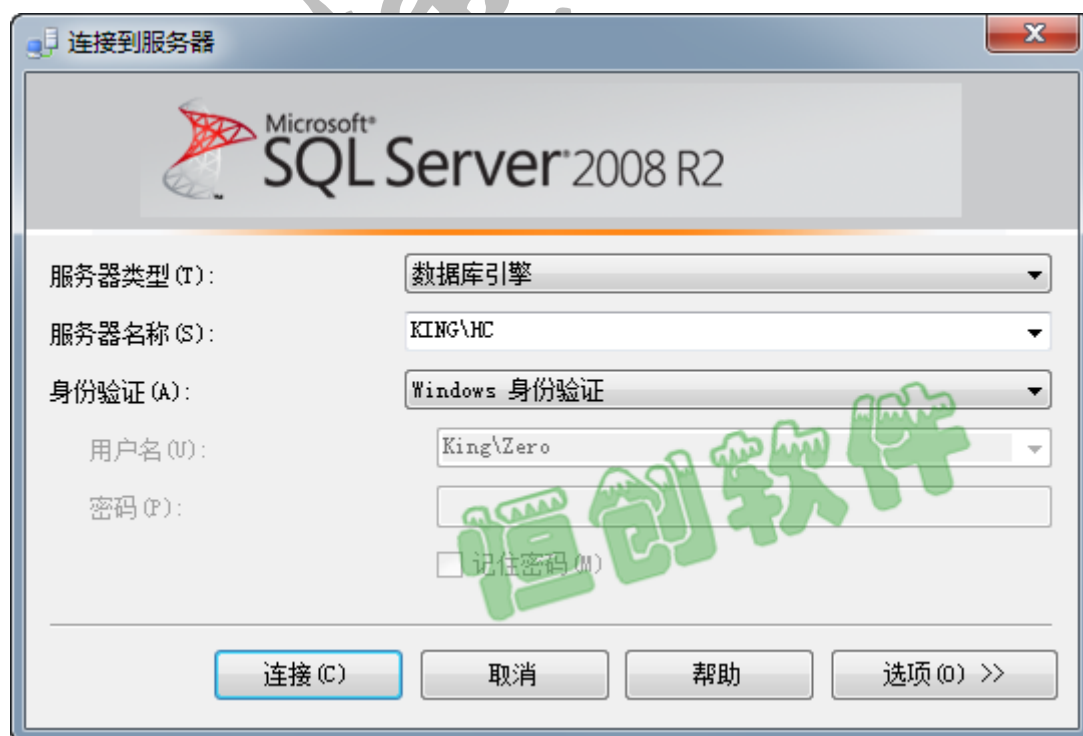 连接到服务器
Microsoft®
SQL Server® 2008 R2
服务器类型(T):
数据库引擎
服务器名称(S):
KING\HC
身份验证(A):
Windows 身份验证
用户名(U):
King\Zero
密码(P):
记住密码(M)
恒创软件
连接(C)
取消
帮助
选项(O) >>